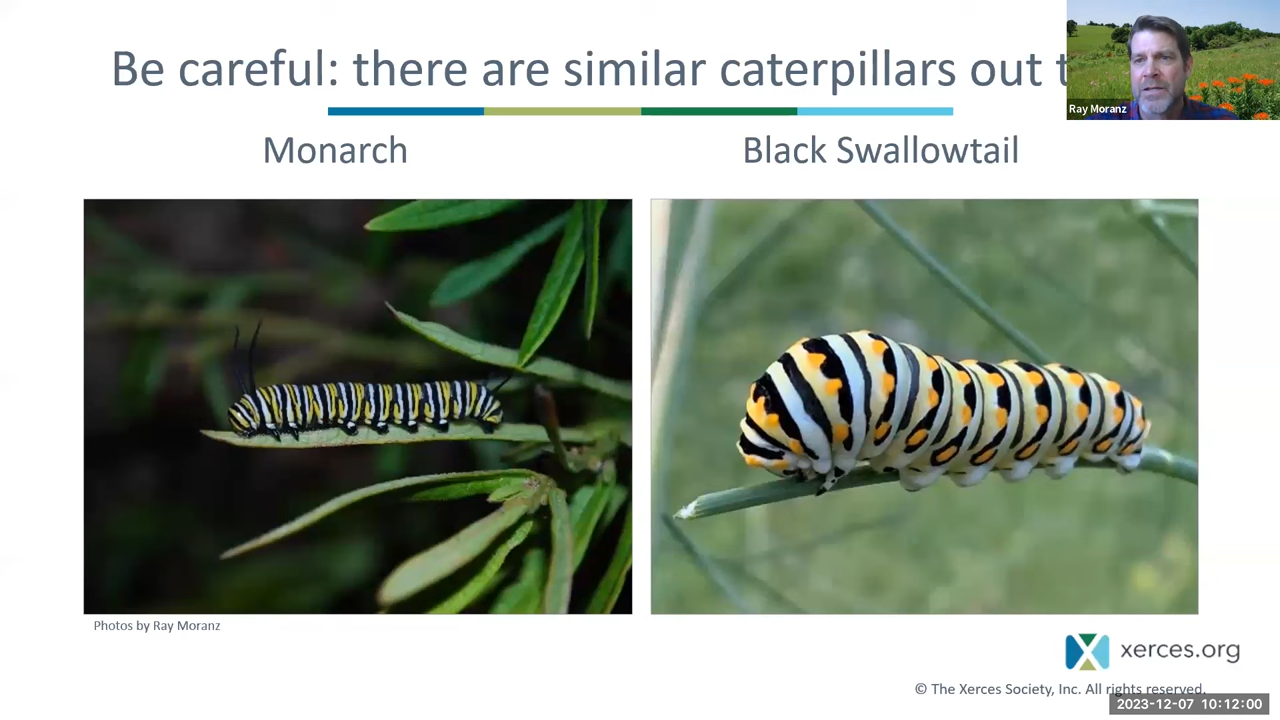 Be careful: there are similar caterpillars out
Ray Moranz
Monarch
Black Swallowtail
Photos by Ray Moranz
xerces.org
© The Xerces Society, Inc. All rights reserved.
2023-12-07 10:12:00